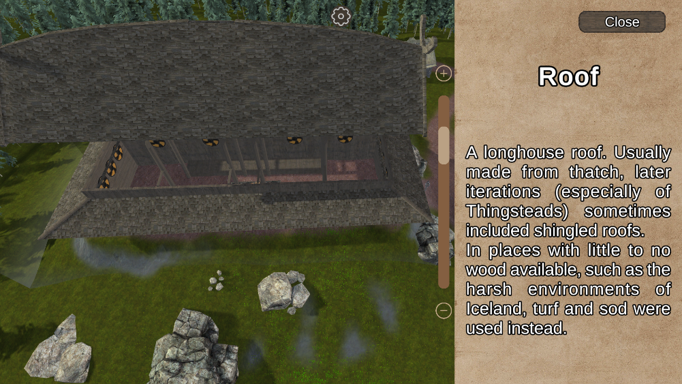 Close
Roof
A longhouse roof. Usually
made from thatch, later
iterations (especially of
Thingsteads) sometimes
included shingled roofs.
In places with little to no
wood available, such as the
harsh environments of
Iceland, turf and sod were
used instead.